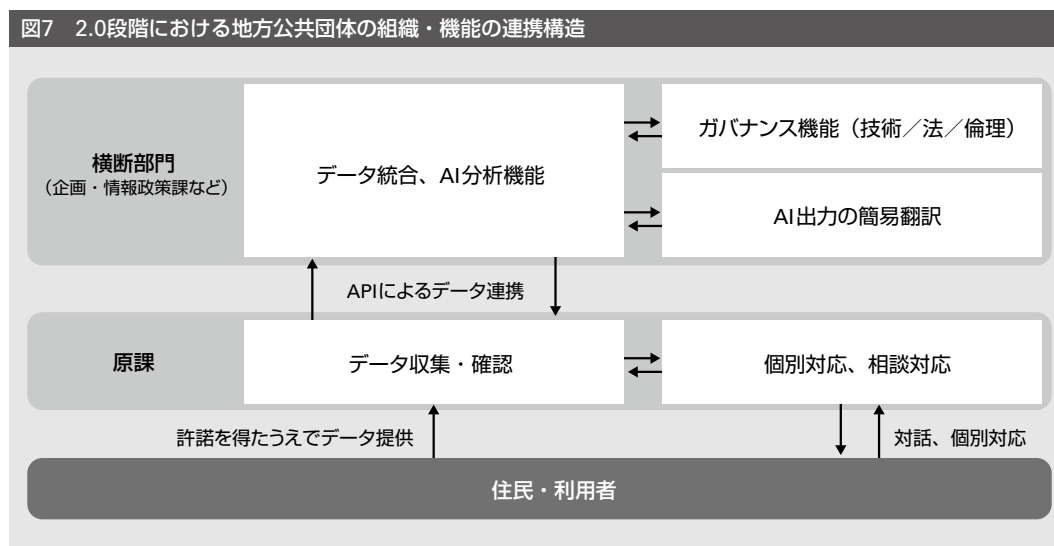 図7　2.0段階における地方公共団体の組織・機能の連携構造
横断部門
（企画・情報政策課など）
データ統合、AI分析機能
ガバナンス機能（技術／法／倫理）
AI出力の簡易翻訳
APIによるデータ連携
原課
データ収集・確認
個別対応、相談対応
許諾を得たうえでデータ提供
対話、個別対応
住民・利用者